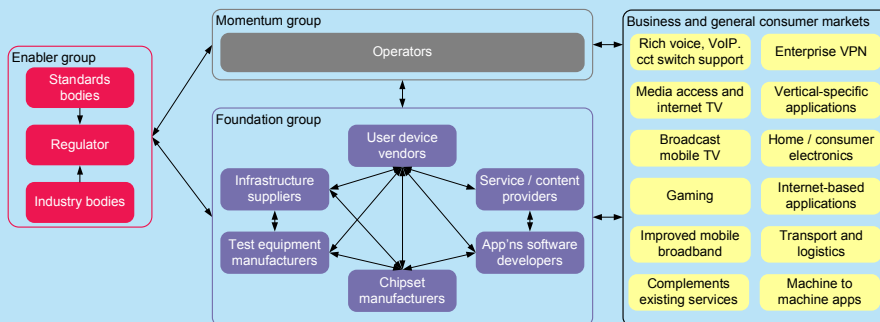 Enabler group
Standards
bodies
Regulator
Industry bodies
Momentum group
Operators
Foundation group
User device
vendors
Infrastructure
suppliers
Service / content
providers
Test equipment
manufacturers
App'ns software
developers
Chipset
manufacturers
Business and general consumer markets
Rich voice, VoIP.
cct switch support
Enterprise VPN
Media access and
internet TV
Vertical-specific
applications
Broadcast
mobile TV
Home / consumer
electronics
Gaming
Internet-based
applications
Improved mobile
broadband
Transport and
logistics
Complements
existing services
Machine to
machine apps